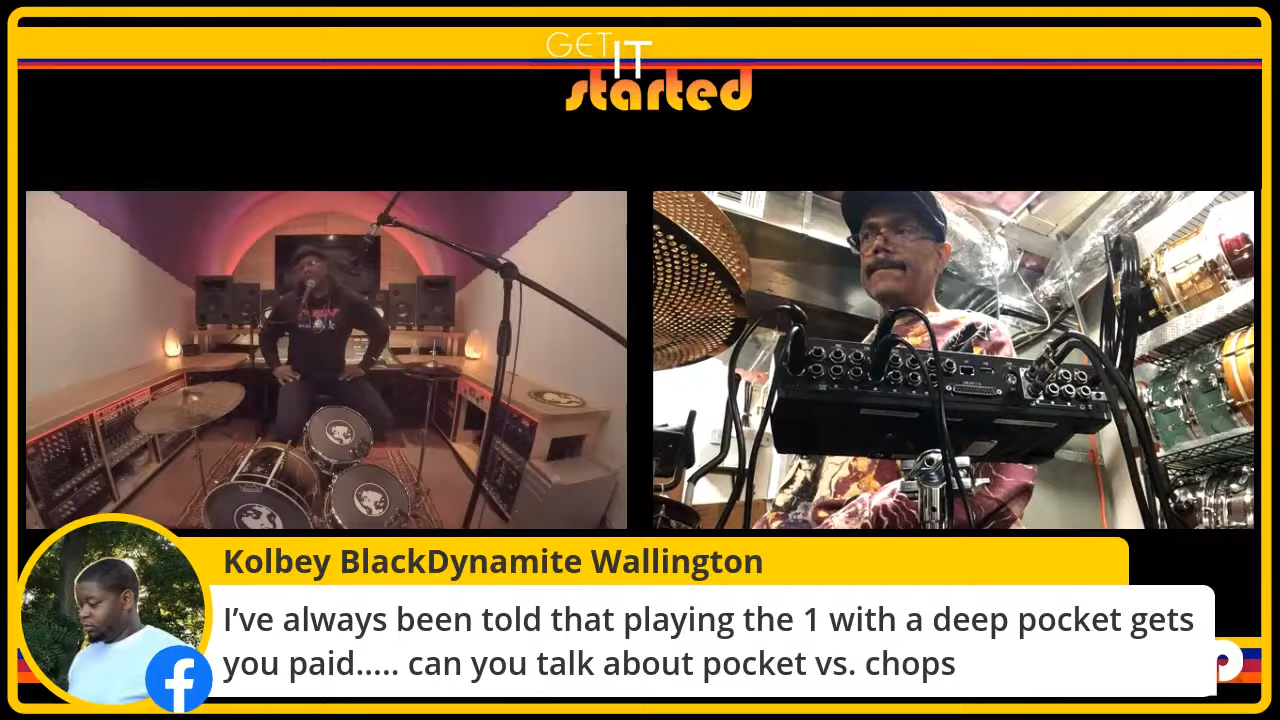 GET
IT
started
Kolbey BlackDynamite Wallington
I’ve always been told that playing the 1 with a deep pocket gets
you paid..... can you talk about pocket vs. chops